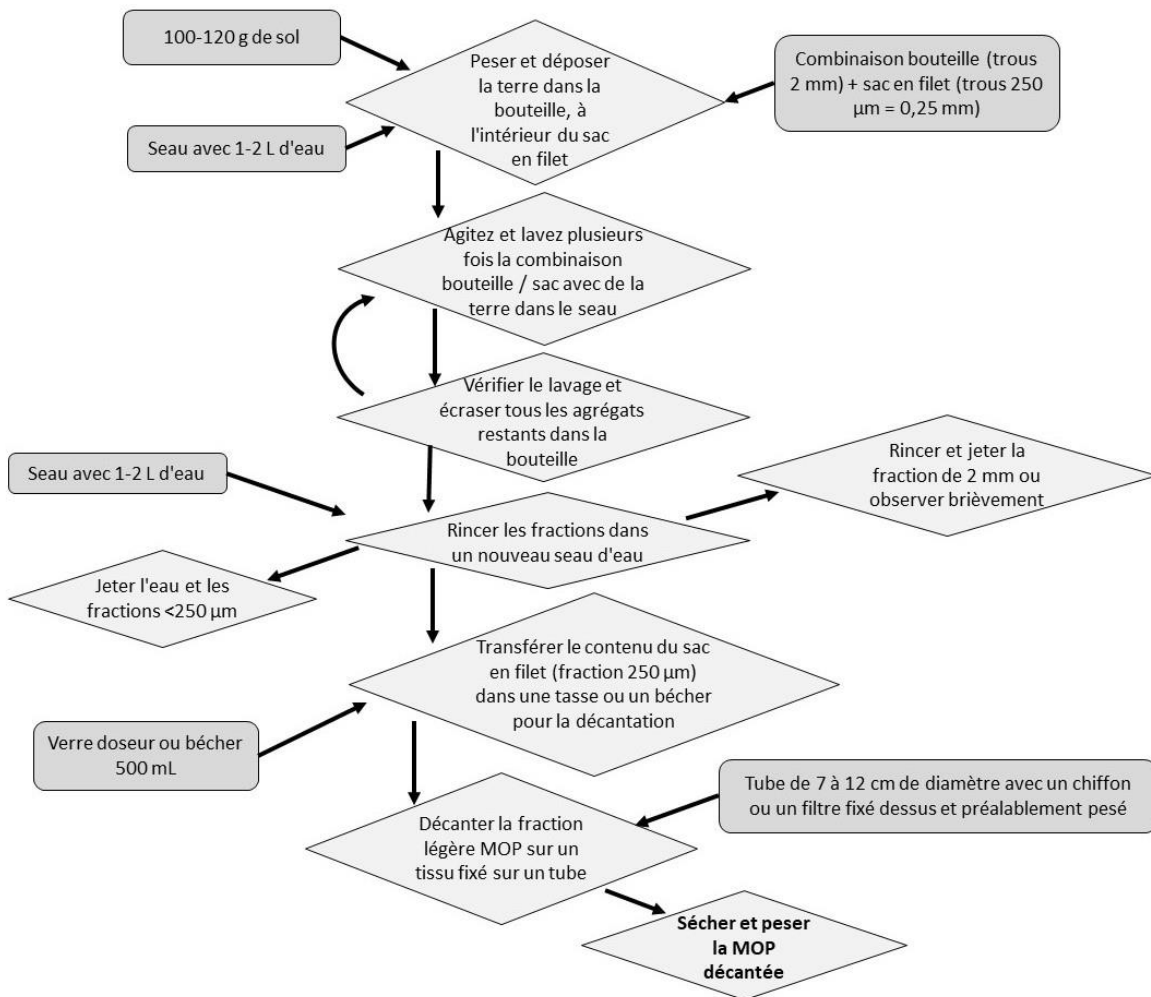 100-120 g de sol
Peser et déposer
la terre dans la
bouteille, à
l'intérieur du sac
en filet
Combinaison bouteille (trous
2 mm) + sac en filet (trous 250
µm = 0,25 mm)
Seau avec 1-2 L d'eau
Agitez et lavez plusieurs
fois la combinaison
bouteille / sac avec de la
terre dans le seau
Vérifier le lavage et
écraser tous les agrégats
restants dans la
bouteille
Seau avec 1-2 L d'eau
Rincer et jeter la
fraction de 2 mm ou
observer brièvement
Rincer les fractions dans
un nouveau seau d'eau
Jeter l'eau et les
fractions <250 µm
Transférer le contenu du sac
en filet (fraction 250 µm)
dans une tasse ou un bécher
pour la décantation
Verre doseur ou bécher
500 mL
Tube de 7 à 12 cm de diamètre avec un chiffon
ou un filtre fixé dessus et préalablement pesé
Décanter la fraction
légère MOP sur un
tissu fixé sur un tube
Sécher et peser
la MOP
décantée